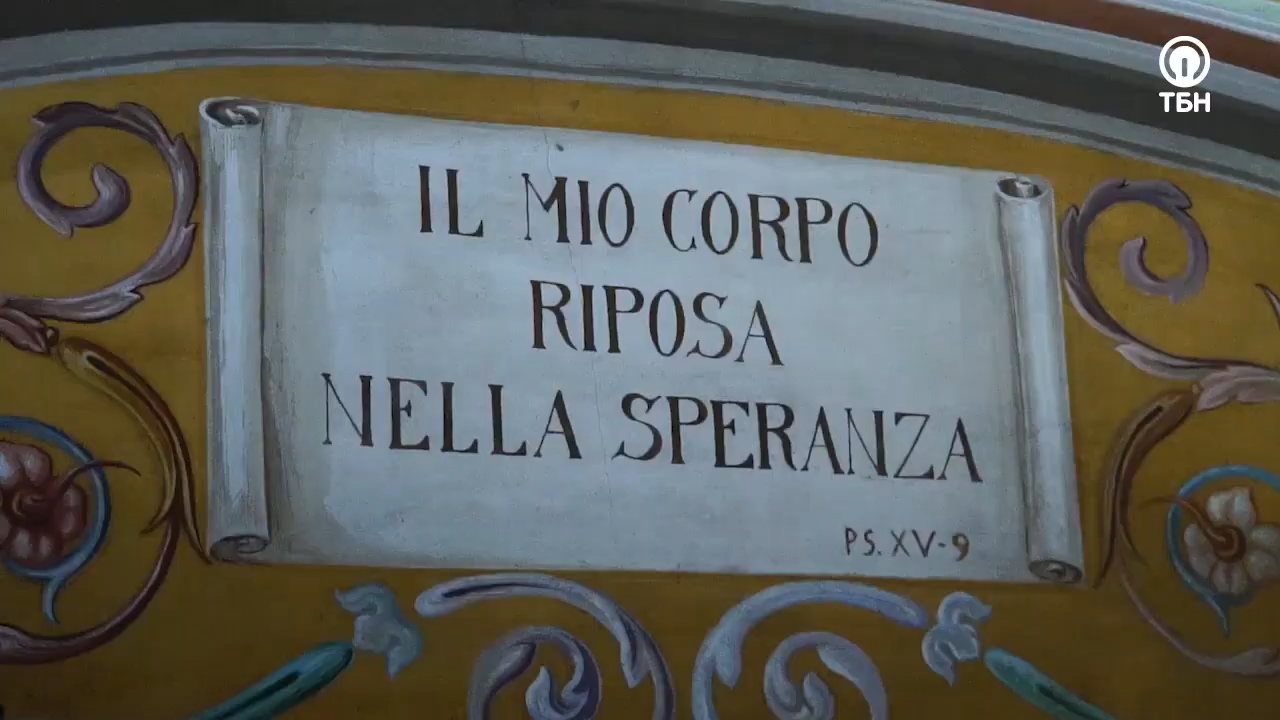 ТБН
IL MIO CORPO
RIPOSA
NELLA SPERANZA
PS. XV-9